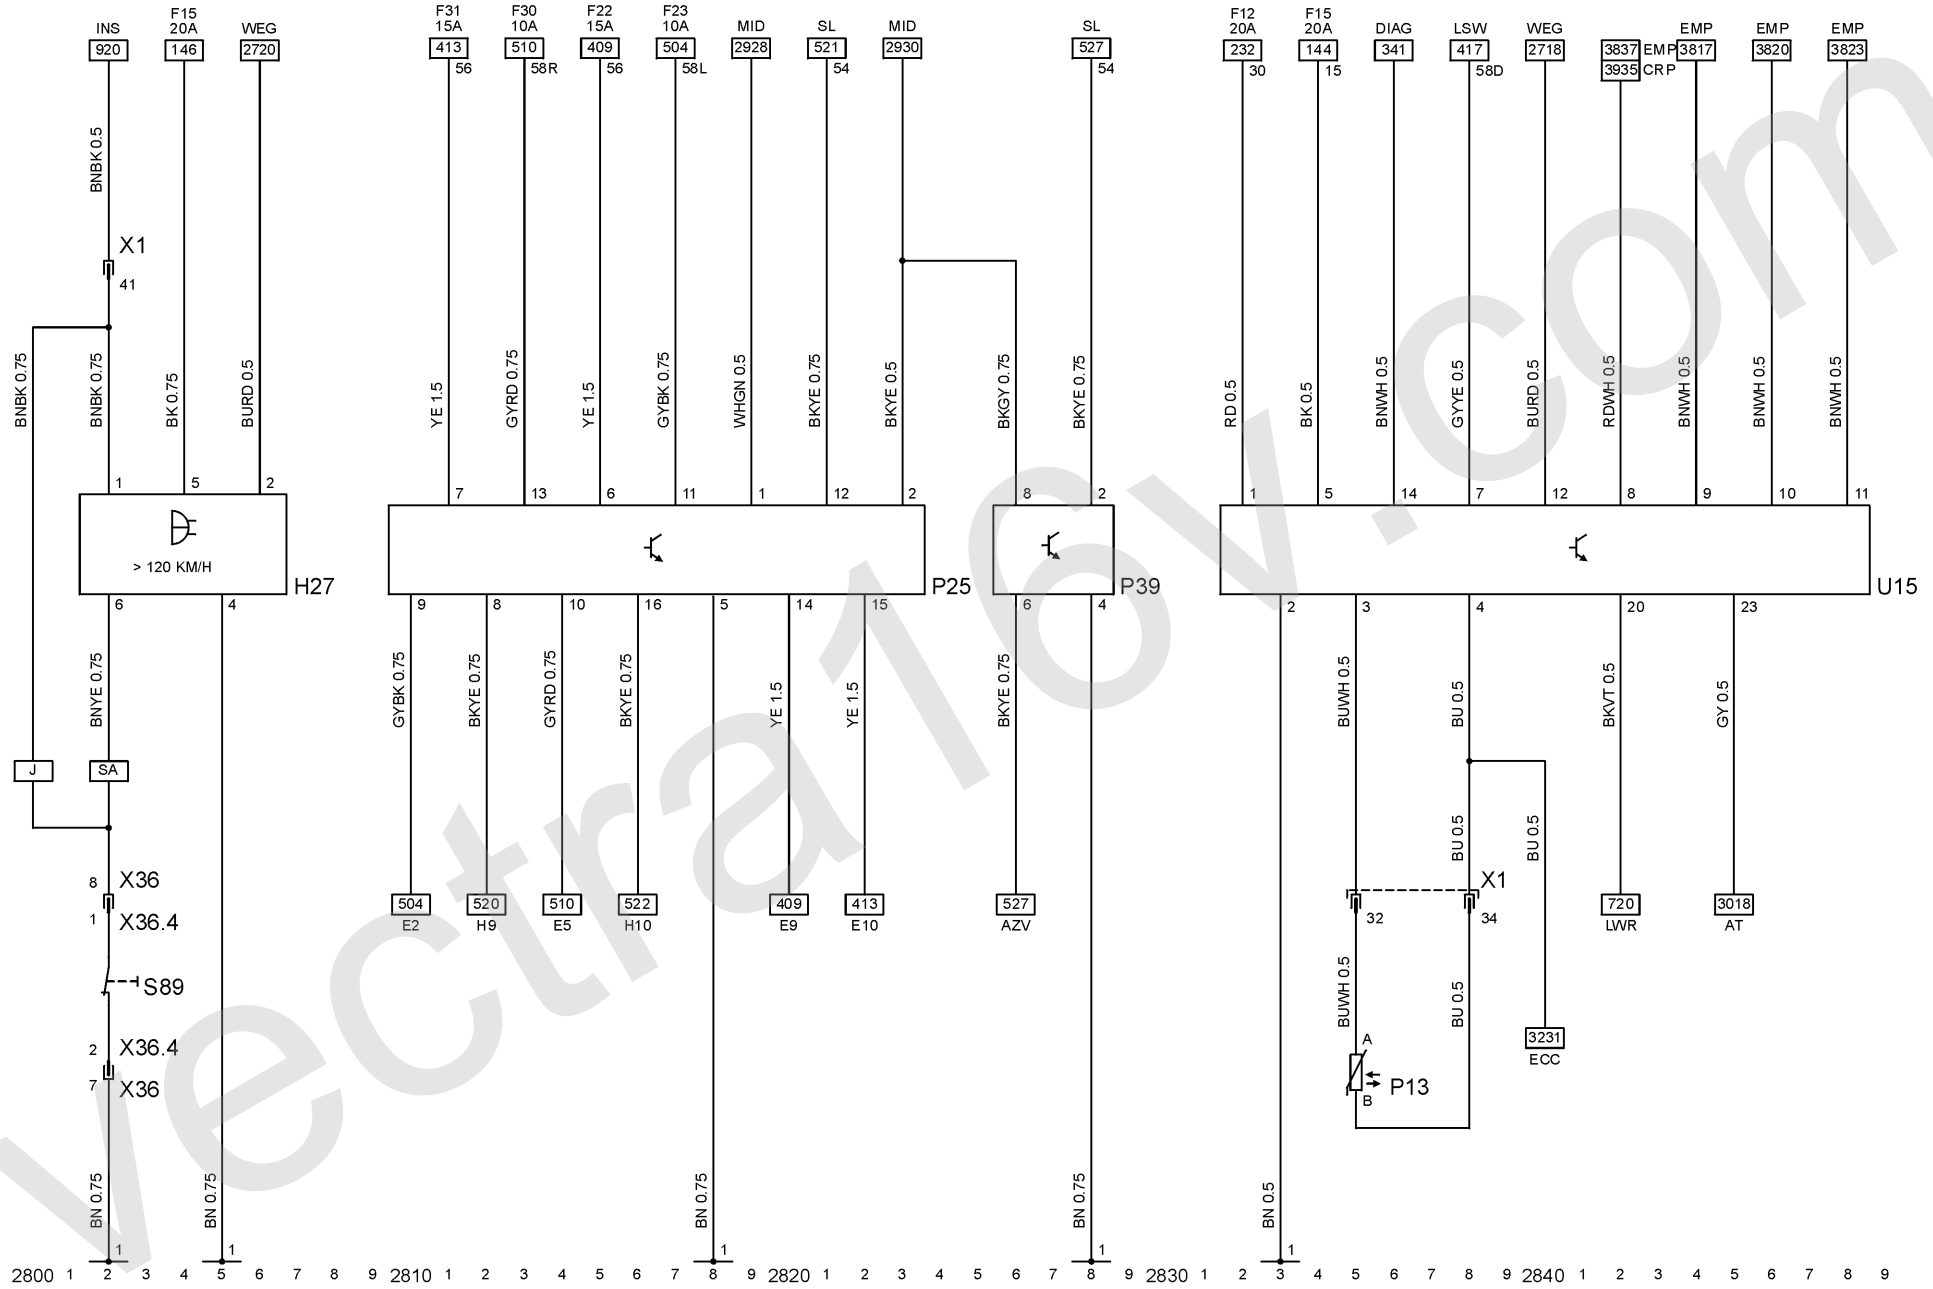 INS F15 WEG F31 F30 F22 F23 MID SL MID SL F12 F15 DIAG LSW WEG EMP EMP EMP
20A 15A 10A 15A 10A 20A 20A
920 146 2720 413 510 409 504 2928 521 2930 527 232 144 341 417 2718 3837 EMP 3817 3820 3823
56 58R 56 58L 54 54 30 15 58D 3935 CRP
BNBK 0.5
X1
41
BNBK 0.75 BNBK 0.75 BK 0.75 BURD 0.5 YE 1.5 GYRD 0.75 YE 1.5 GYBK 0.75 WHGN 0.5 BKYE 0.75 BKYE 0.5 BKGY 0.75 BKYE 0.75 RD 0.5 BK 0.5 BNWH 0.5 GYYE 0.5 BURD 0.5 RDWH 0.5 BNWH 0.5 BNWH 0.5 BNWH 0.5
1 5 2 7 13 6 11 1 12 2 8 2 1 5 14 7 12 8 9 10 11
> 120 KM/H
H27 P25 P39 U15
6 4 9 8 10 16 5 14 15 6 4 2 3 4 20 23
BNYE 0.75 GYBK 0.75 BKYE 0.75 GYRD 0.75 BKYE 0.75 YE 1.5 YE 1.5 BKYE 0.75 BUWH 0.5 BU 0.5 BKVT 0.5 GY 0.5
J SA
BU 0.5 BU 0.5
8 X36 X1
504 520 510 522 409 413 527 720 3018
1 X36.4 E2 H9 E5 H10 E9 E10 AZV 32 34 LWR AT
S89
BUWH 0.5 BU 0.5
2 X36.4
7 X36
A
P13
B
3231
ECC
BN 0.75 BN 0.75 BN 0.75 BN 0.75 BN 0.5
1 1 1 1 1
2800 1 2 3 4 5 6 7 8 9 2810 1 2 3 4 5 6 7 8 9 2820 1 2 3 4 5 6 7 8 9 2830 1 2 3 4 5 6 7 8 9 2840 1 2 3 4 5 6 7 8 9
vectra16v.com